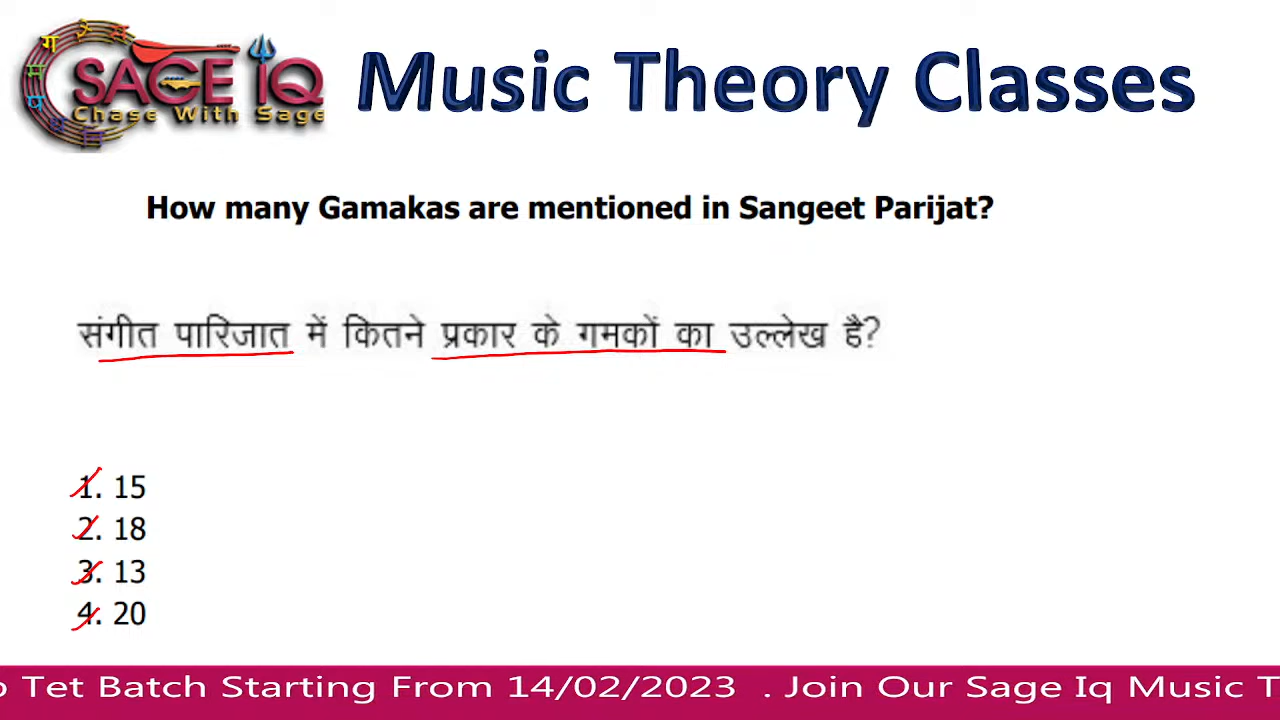 SAGE IQ
Chase With Sage
Music Theory Classes
How many Gamakas are mentioned in Sangeet Parijat?
संगीत पारिजात में कितने प्रकार के गमकों का उल्लेख है?
1. 15
2. 18
3. 13
4. 20
Tet Batch Starting From 14/02/2023 . Join Our Sage Iq Music